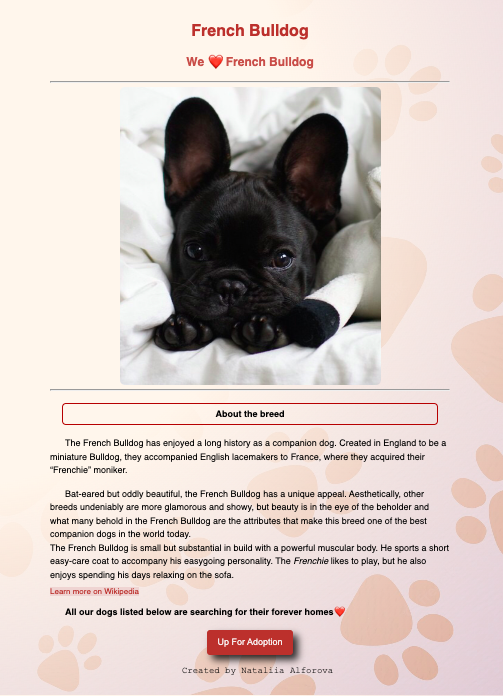 French Bulldog
We ❤️ French Bulldog
About the breed
The French Bulldog has enjoyed a long history as a companion dog. Created in England to be a
miniature Bulldog, they accompanied English lacemakers to France, where they acquired their
“Frenchie” moniker.
Bat-eared but oddly beautiful, the French Bulldog has a unique appeal. Aesthetically, other
breeds undeniably are more glamorous and showy, but beauty is in the eye of the beholder and
what many behold in the French Bulldog are the attributes that make this breed one of the best
companion dogs in the world today.
The French Bulldog is small but substantial in build with a powerful muscular body. He sports a short
easy-care coat to accompany his easygoing personality. The Frenchie likes to play, but he also
enjoys spending his days relaxing on the sofa.
Learn more on Wikipedia
All our dogs listed below are searching for their forever homes❤️
Up For Adoption
Created by Nataliia Alforova